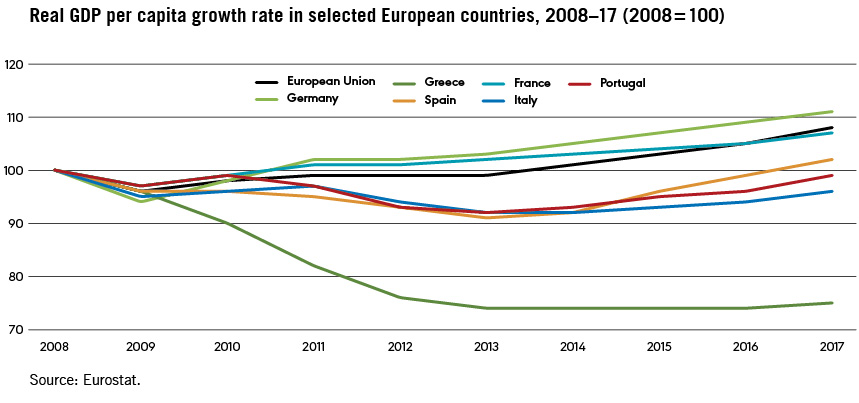 Real GDP per capita growth rate in selected European countries, 2008–17 (2008=100)
120
European Union Greece France Portugal
Germany Spain Italy
110
100
90
80
70
2008 2009 2010 2011 2012 2013 2014 2015 2016 2017
Source: Eurostat.